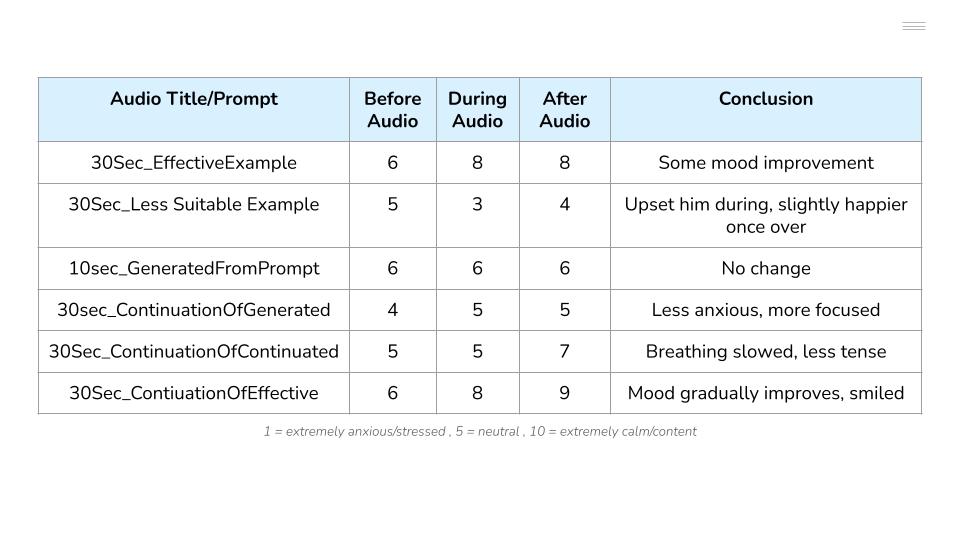 Audio Title/Prompt
Before Audio
During Audio
After Audio
Conclusion
30Sec_EffectiveExample 6 8 8 Some mood improvement
30Sec_Less Suitable Example 5 3 4 Upset him during, slightly happier
once over
10sec_GeneratedFromPrompt 6 6 6 No change
30sec_ContinuationOfGenerated 4 5 5 Less anxious, more focused
30Sec_ContinuationOfContinuated 5 5 7 Breathing slowed, less tense
30Sec_ContiuationOfEffective 6 8 9 Mood gradually improves, smiled
1 = extremely anxious/stressed , 5 = neutral , 10 = extremely calm/content